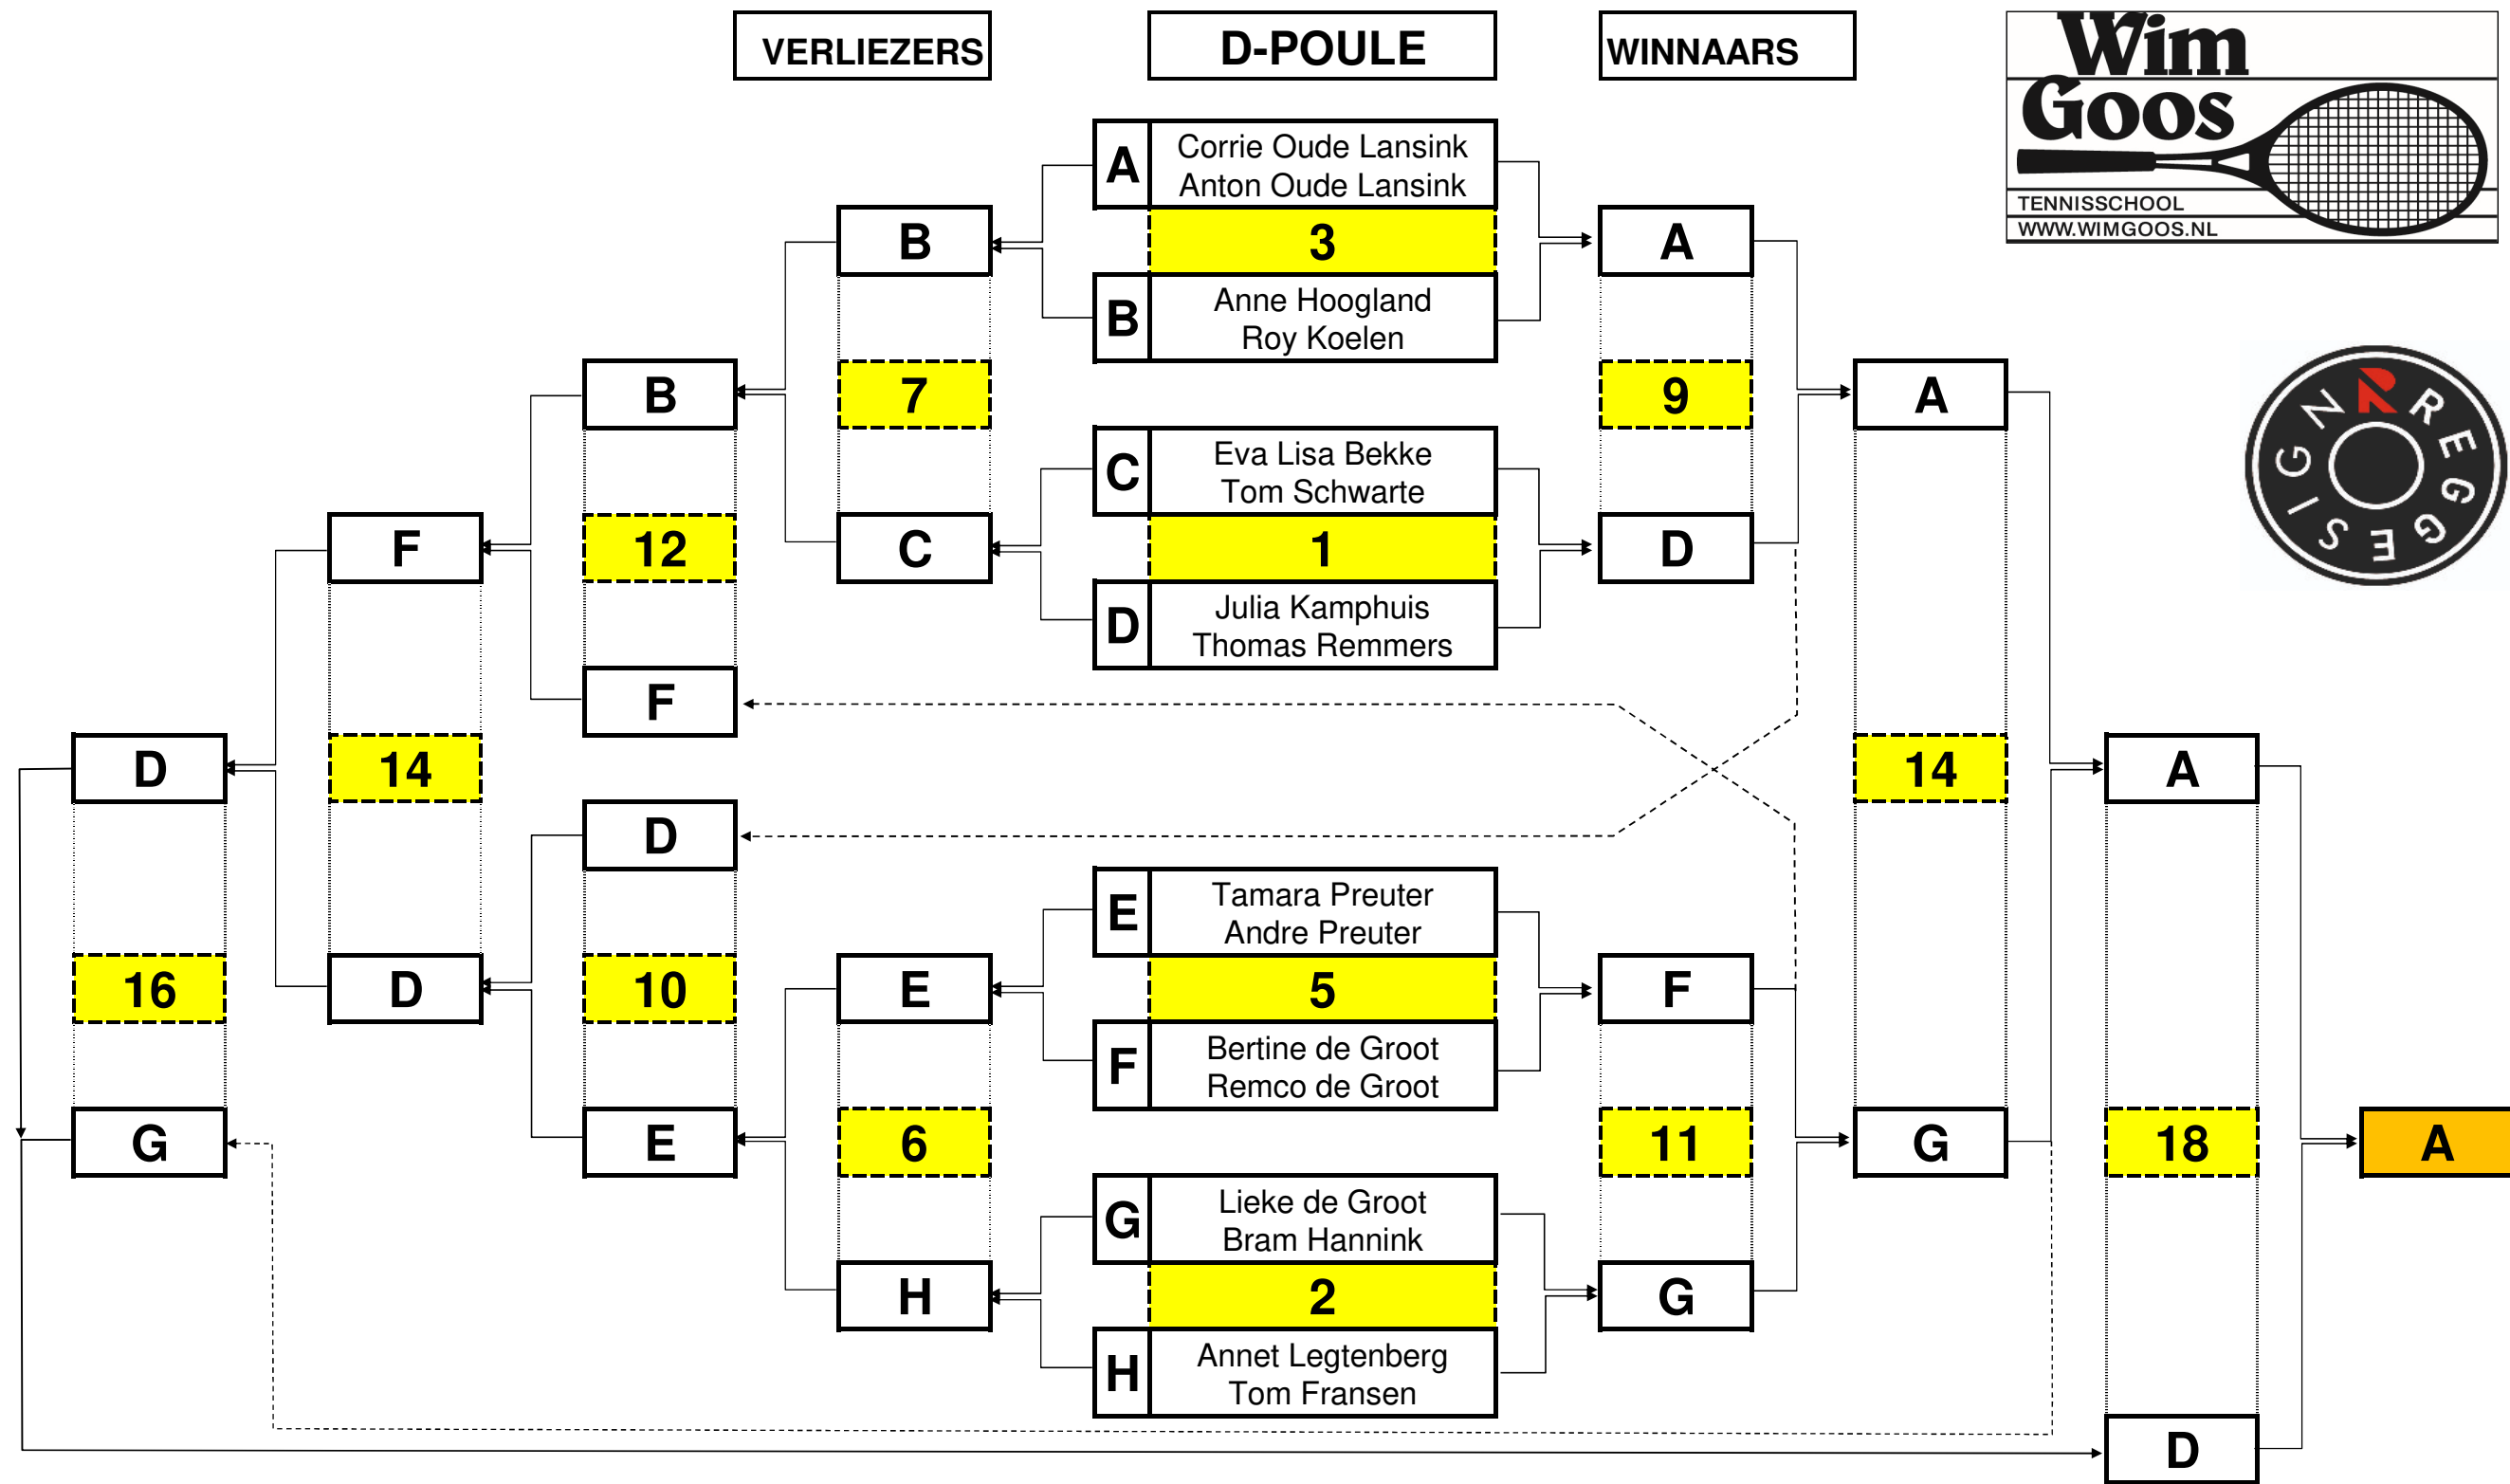 VERLIEZERS
D-POULE
WINNAARS
Wim
Goos
TENNISSCHOOL
WWW.WIMGOOS.NL
A
Corrie Oude Lansink
Anton Oude Lansink
B
3
A
B
Anne Hoogland
Roy Koelen
B
7
9
A
C
Eva Lisa Bekke
Tom Schwarte
REGGESIGN
F
12
C
1
D
D
Julia Kamphuis
Thomas Remmers
F
D
14
14
A
D
E
Tamara Preuter
Andre Preuter
16
D
10
E
5
F
F
Bertine de Groot
Remco de Groot
G
E
6
11
G
18
A
G
Lieke de Groot
Bram Hannink
H
2
G
H
Annet Legtenberg
Tom Fransen
D